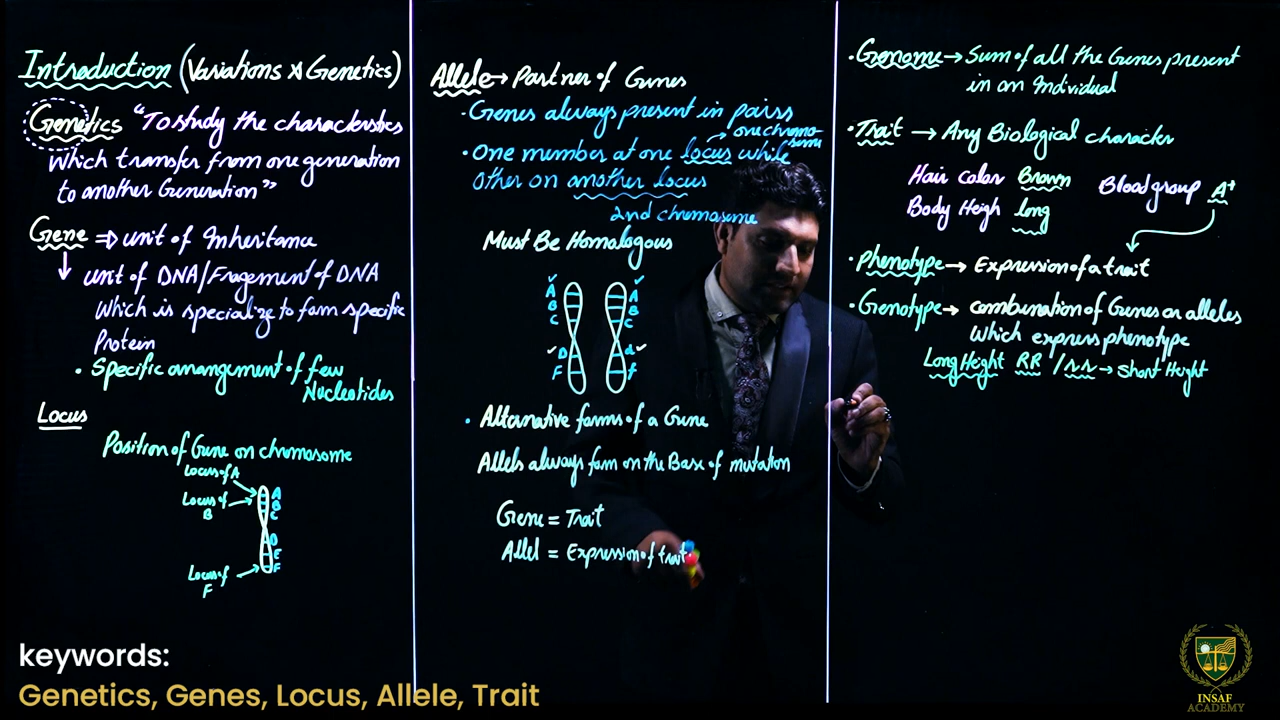 Introduction (Variations & Genetics)
Genetics "To study the characteristics
Which transfer from one generation
to another Generation"
Gene ⇒ unit of Inheritance
↓ unit of DNA/Fragement of DNA
Which is specialize to form specific
Protein
• Specific arrangement of few
Nucleotides
Locus
Position of Gene on chromosome
Locus of A
Locus of
B
A
B
C
D
E
F
Locus of
F
Allele → Partner of Genes
• Genes always present in pairs
→ one chromo-
some
• One member at one locus while
Other on another locus
2nd chromosome
Must Be Homologous
✓ ✓
A A
B B
C C
✓ D d ✓
F f
• Alternative forms of a Gene
Allels always form on the Base of mutation
Gene = Trait
Allel = Expression of trait
• Genome → Sum of all the Genes present
in an Individual
• Trait → Any Biological character
Hair Color Brown Blood group A+
Body Heigh long
• Phenotype → Expression of a trait
• Genotype → combination of Genes or alleles
Which express phenotype
Long Height RR / rr → Short Height
keywords:
Genetics, Genes, Locus, Allele, Trait
INSAF
ACADEMY